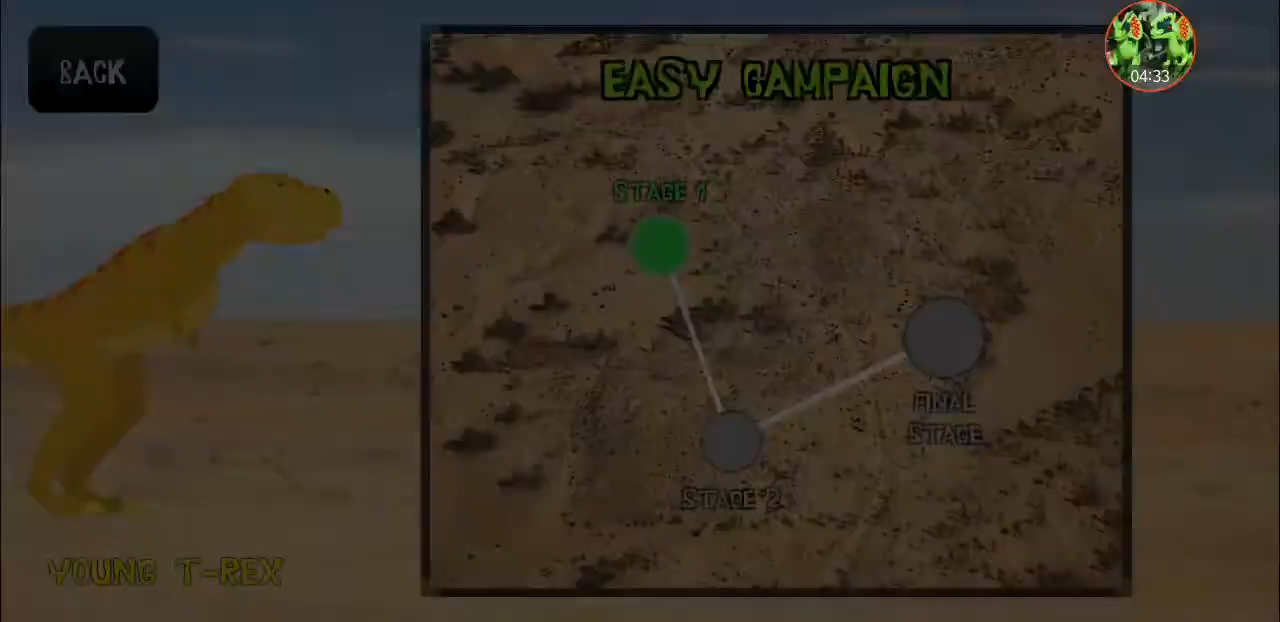 BACK
04:33
EASY CAMPAIGN
STAGE 1
FINAL
STAGE
STAGE 2
YOUNG T-REX